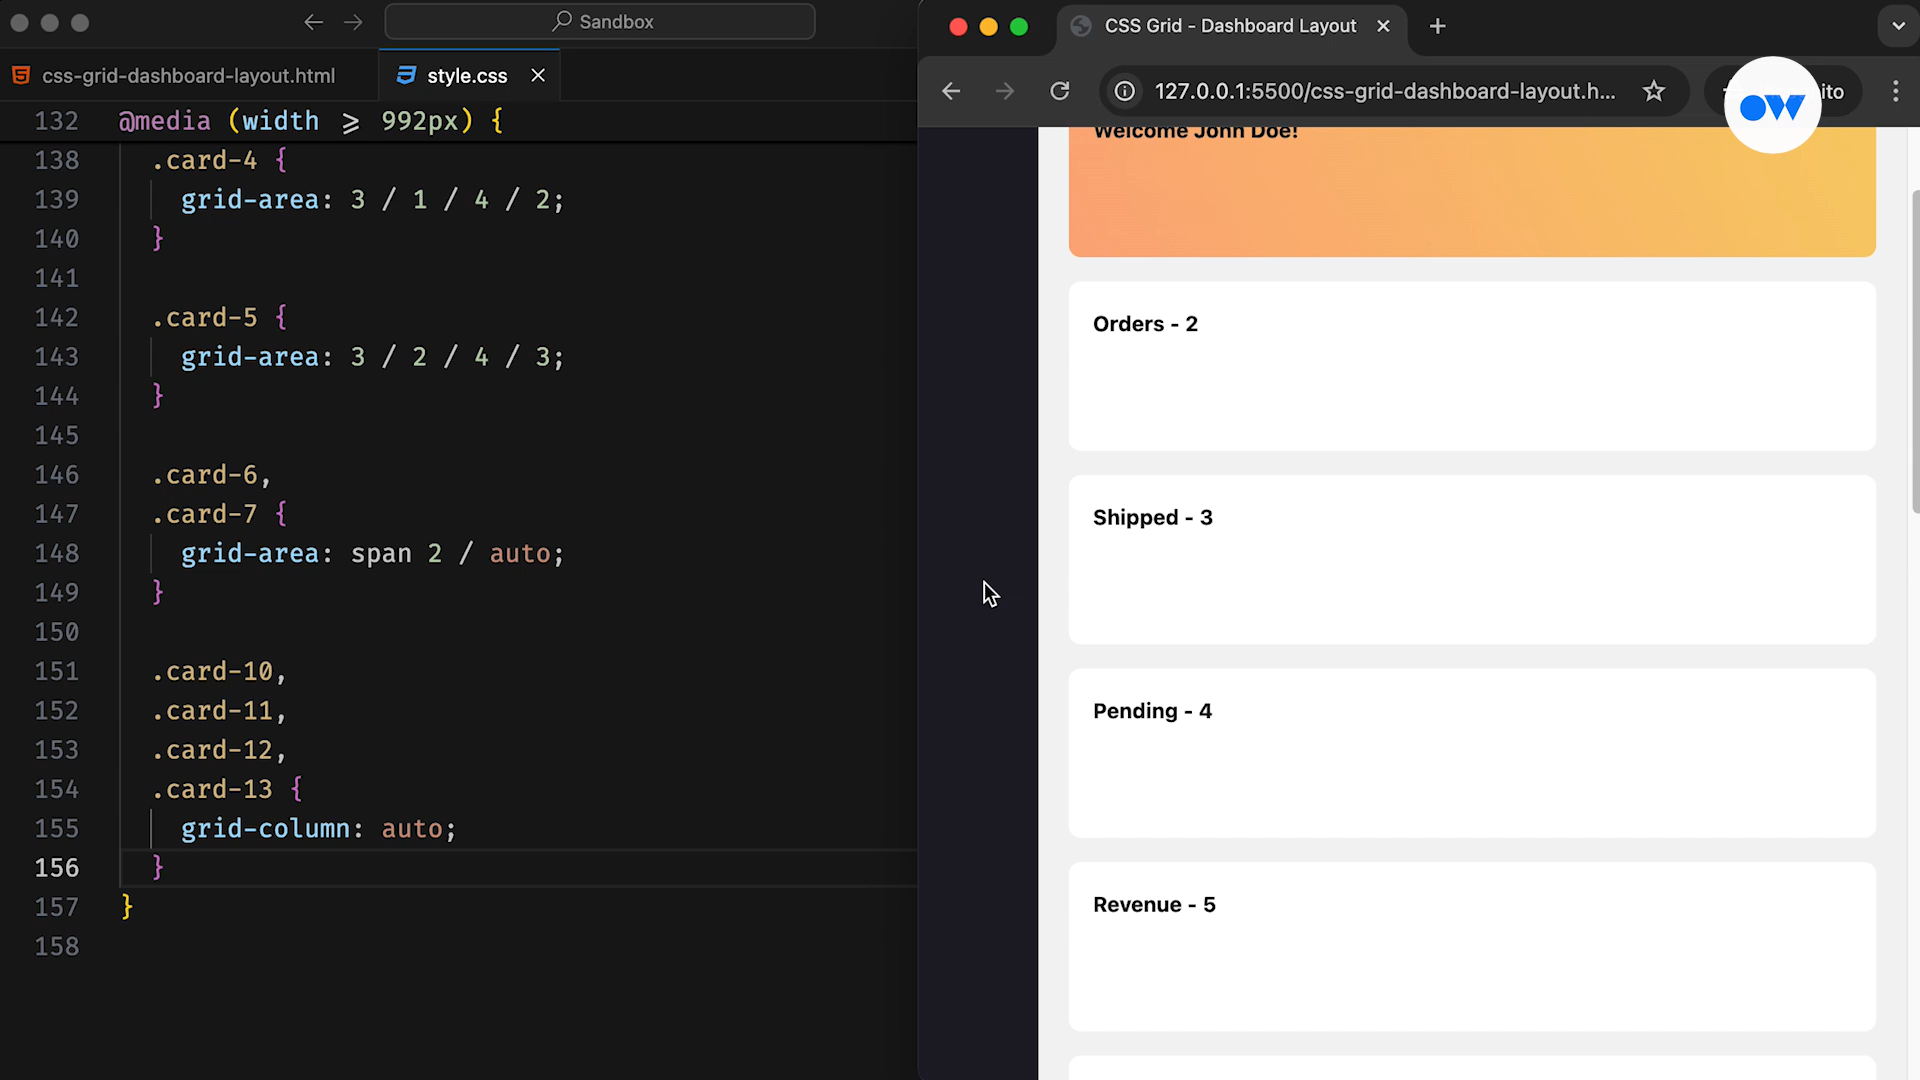 Sandbox
css-grid-dashboard-layout.html
style.css
132 @media (width ⩾ 992px) {
138 .card-4 {
139 grid-area: 3 / 1 / 4 / 2;
140 }
141
142 .card-5 {
143 grid-area: 3 / 2 / 4 / 3;
144 }
145
146 .card-6,
147 .card-7 {
148 grid-area: span 2 / auto;
149 }
150
151 .card-10,
152 .card-11,
153 .card-12,
154 .card-13 {
155 grid-column: auto;
156 }
157 }
158
CSS Grid - Dashboard Layout
127.0.0.1:5500/css-grid-dashboard-layout.h...
ito
OW
Welcome John Doe!
Orders - 2
Shipped - 3
Pending - 4
Revenue - 5